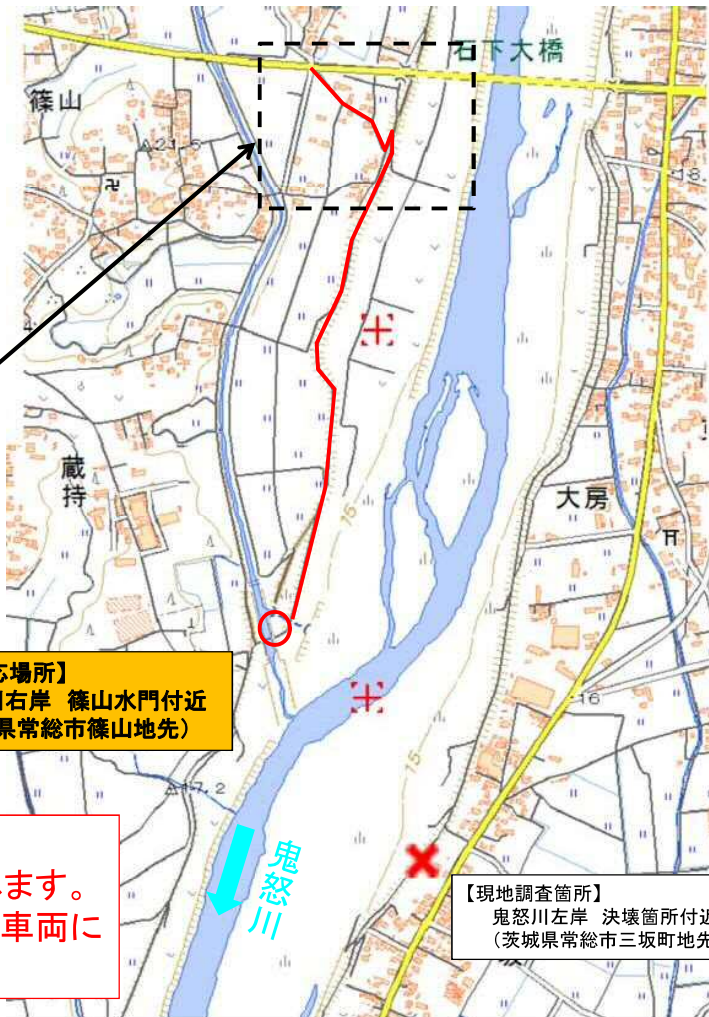 石下大橋
篠山
21.5
18.
蔵持
大房
15
応場所】
川右岸 篠山水門付近
県常総市篠山地先）
16
15
17.2
ます。
車両に
鬼怒川
【現地調査箇所】
鬼怒川左岸 決壊箇所付近
（茨城県常総市三坂町地先